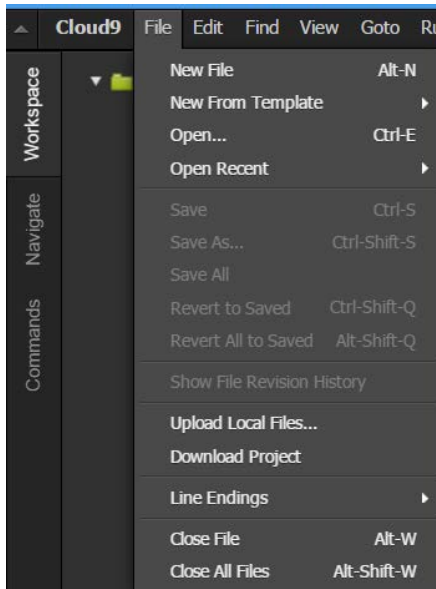 Cloud9 File Edit Find View Goto
Workspace
Navigate
Commands
New File Alt-N
New From Template
Open... Ctrl-E
Open Recent
Save Ctrl-S
Save As... Ctrl-Shift-S
Save All
Revert to Saved Ctrl-Shift-Q
Revert All to Saved Alt-Shift-Q
Show File Revision History
Upload Local Files...
Download Project
Line Endings
Close File Alt-W
Close All Files Alt-Shift-W